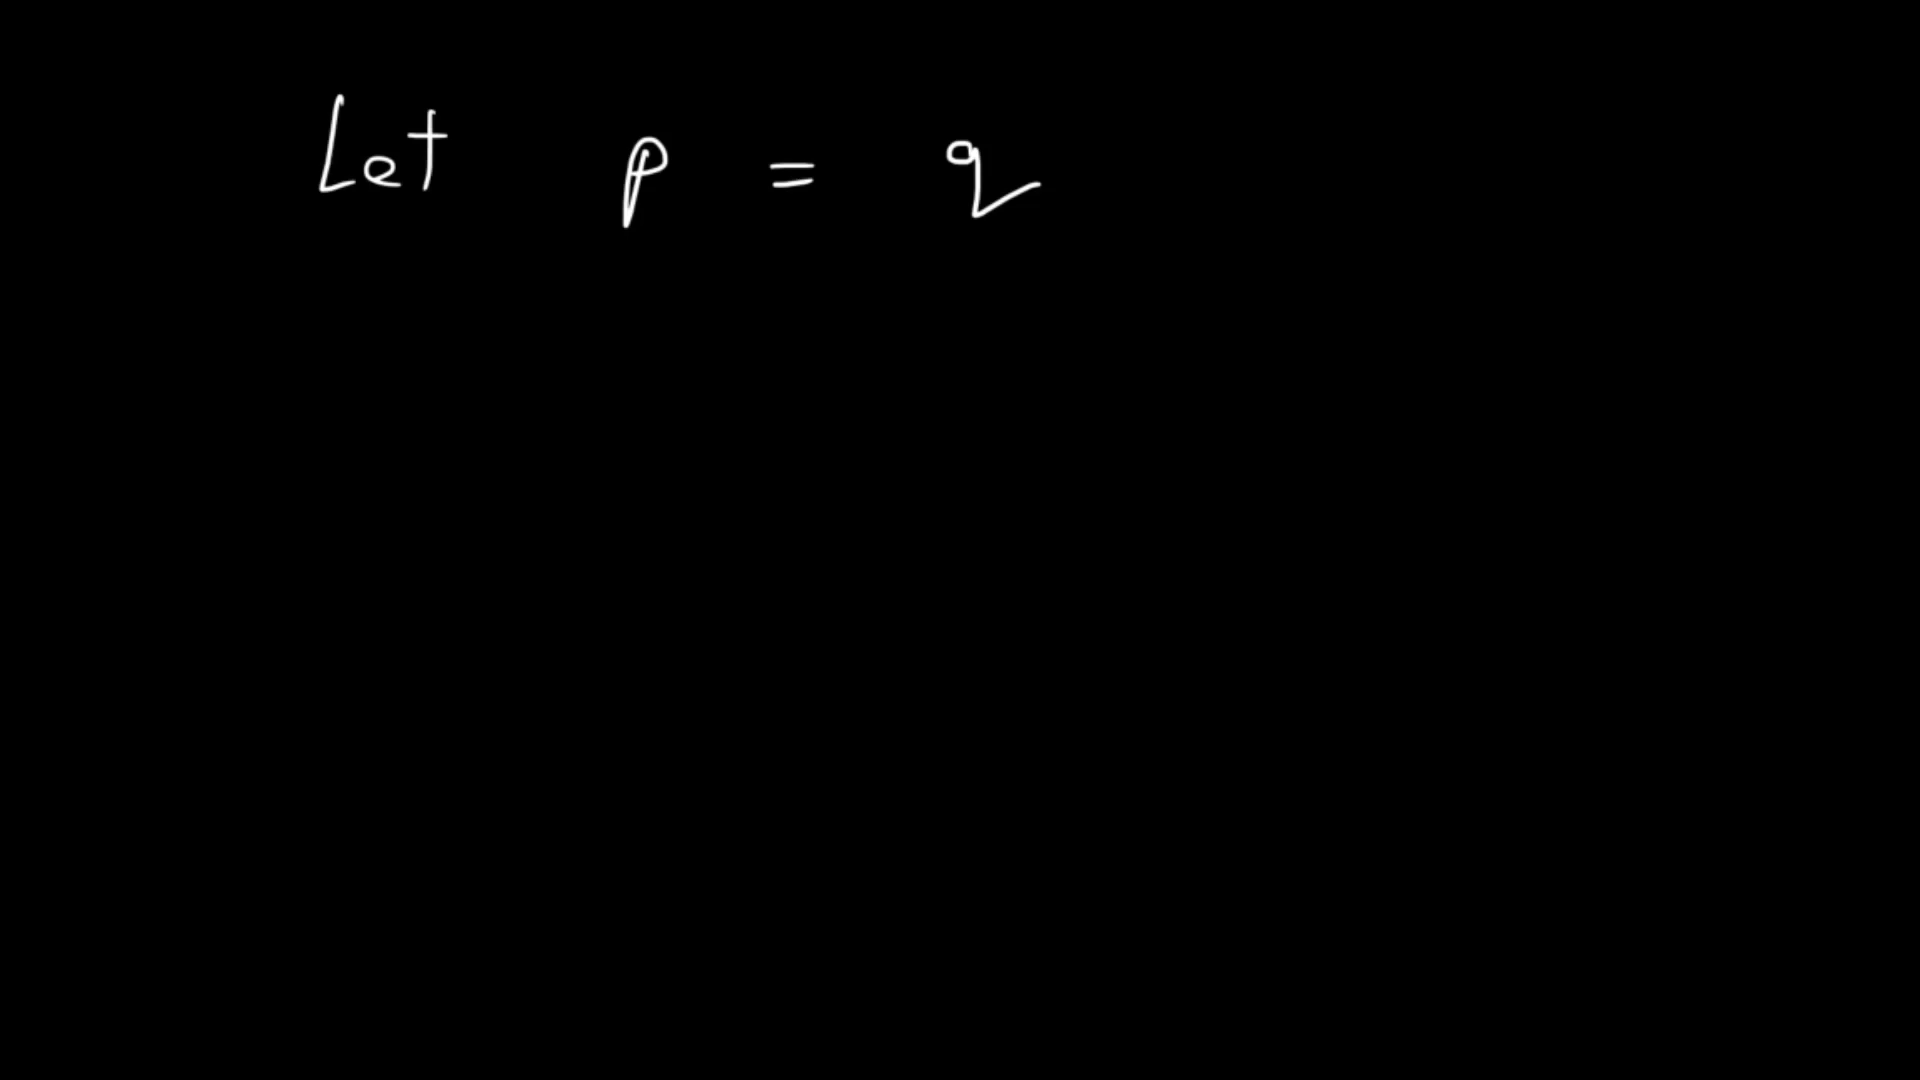 Let p = q